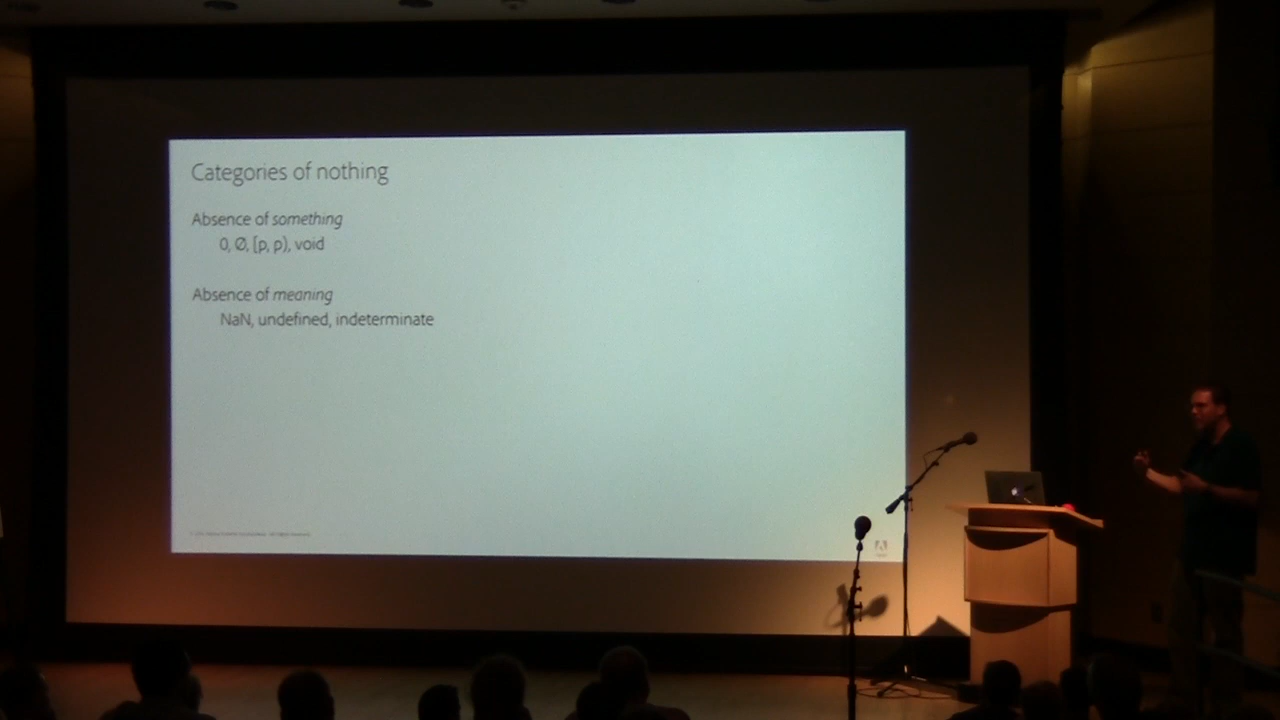 Categories of nothing
Absence of something
0, Ø, [p, p), void
Absence of meaning
NaN, undefined, indeterminate